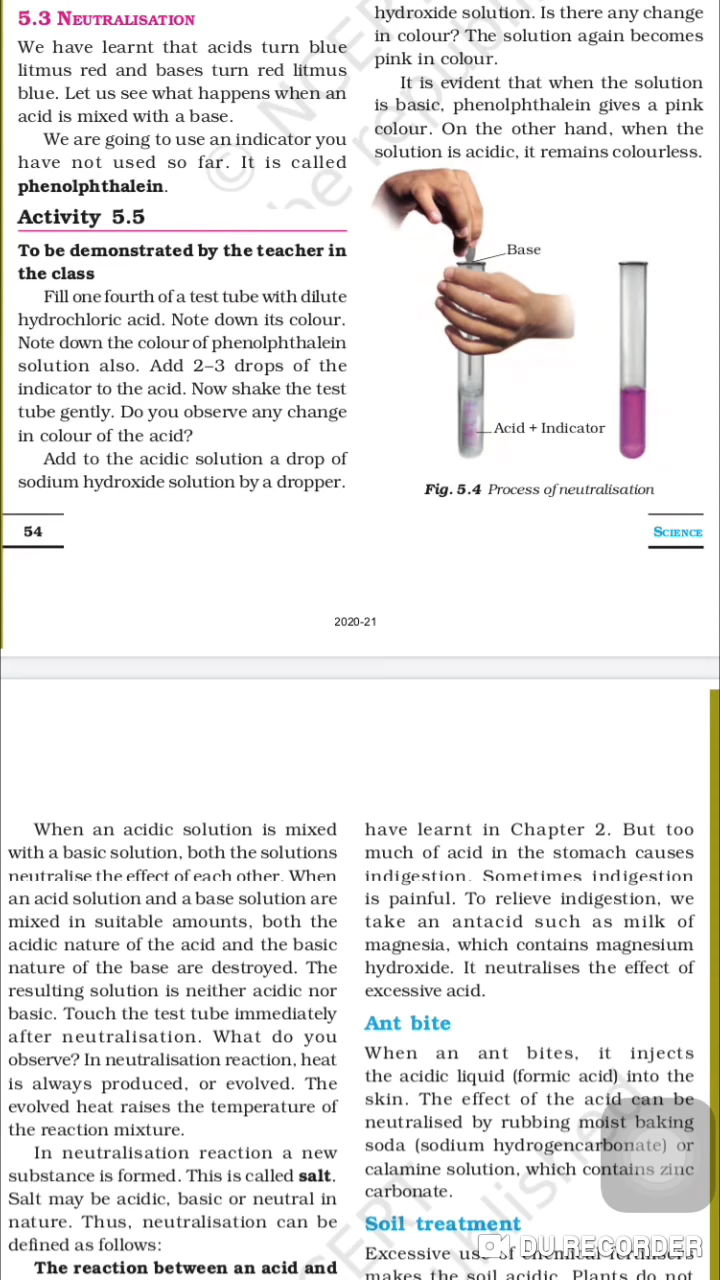 5.3 NEUTRALISATION
We have learnt that acids turn blue
litmus red and bases turn red litmus
blue. Let us see what happens when an
acid is mixed with a base.
We are going to use an indicator you
have not used so far. It is called
phenolphthalein.
Activity 5.5
To be demonstrated by the teacher in
the class
Fill one fourth of a test tube with dilute
hydrochloric acid. Note down its colour.
Note down the colour of phenolphthalein
solution also. Add 2–3 drops of the
indicator to the acid. Now shake the test
tube gently. Do you observe any change
in colour of the acid?
Add to the acidic solution a drop of
sodium hydroxide solution by a dropper.
hydroxide solution. Is there any change
in colour? The solution again becomes
pink in colour.
It is evident that when the solution
is basic, phenolphthalein gives a pink
colour. On the other hand, when the
solution is acidic, it remains colourless.
Base
Acid + Indicator
Fig. 5.4 Process of neutralisation
54
SCIENCE
2020-21
When an acidic solution is mixed
with a basic solution, both the solutions
neutralise the effect of each other. When
an acid solution and a base solution are
mixed in suitable amounts, both the
acidic nature of the acid and the basic
nature of the base are destroyed. The
resulting solution is neither acidic nor
basic. Touch the test tube immediately
after neutralisation. What do you
observe? In neutralisation reaction, heat
is always produced, or evolved. The
evolved heat raises the temperature of
the reaction mixture.
In neutralisation reaction a new
substance is formed. This is called salt.
Salt may be acidic, basic or neutral in
nature. Thus, neutralisation can be
defined as follows:
The reaction between an acid and
have learnt in Chapter 2. But too
much of acid in the stomach causes
indigestion. Sometimes indigestion
is painful. To relieve indigestion, we
take an antacid such as milk of
magnesia, which contains magnesium
hydroxide. It neutralises the effect of
excessive acid.
Ant bite
When an ant bites, it injects
the acidic liquid (formic acid) into the
skin. The effect of the acid can be
neutralised by rubbing moist baking
soda (sodium hydrogencarbonate) or
calamine solution, which contains zinc
carbonate.
Soil treatment
Excessive use of chemical fertilisers
makes the soil acidic. Plants do not
DU RECORDER
© NCERT
be republi
published